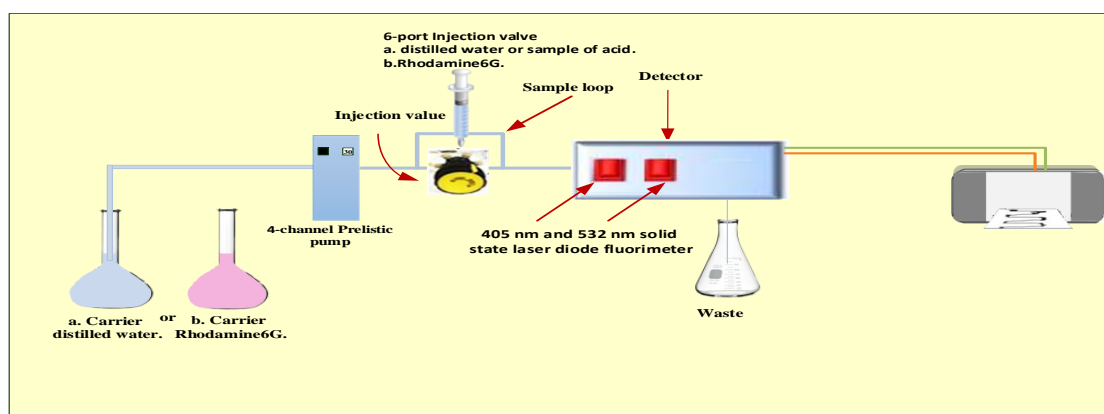 6-port Injection valve
a. distilled water or sample of acid.
b.Rhodamine6G.
Sample loop
Detector
Injection value
30
4-channel Prelistic
pump
405 nm and 532 nm solid
state laser diode fluorimeter
Waste
a. Carrier
distilled water.
or
b. Carrier
Rhodamine6G.